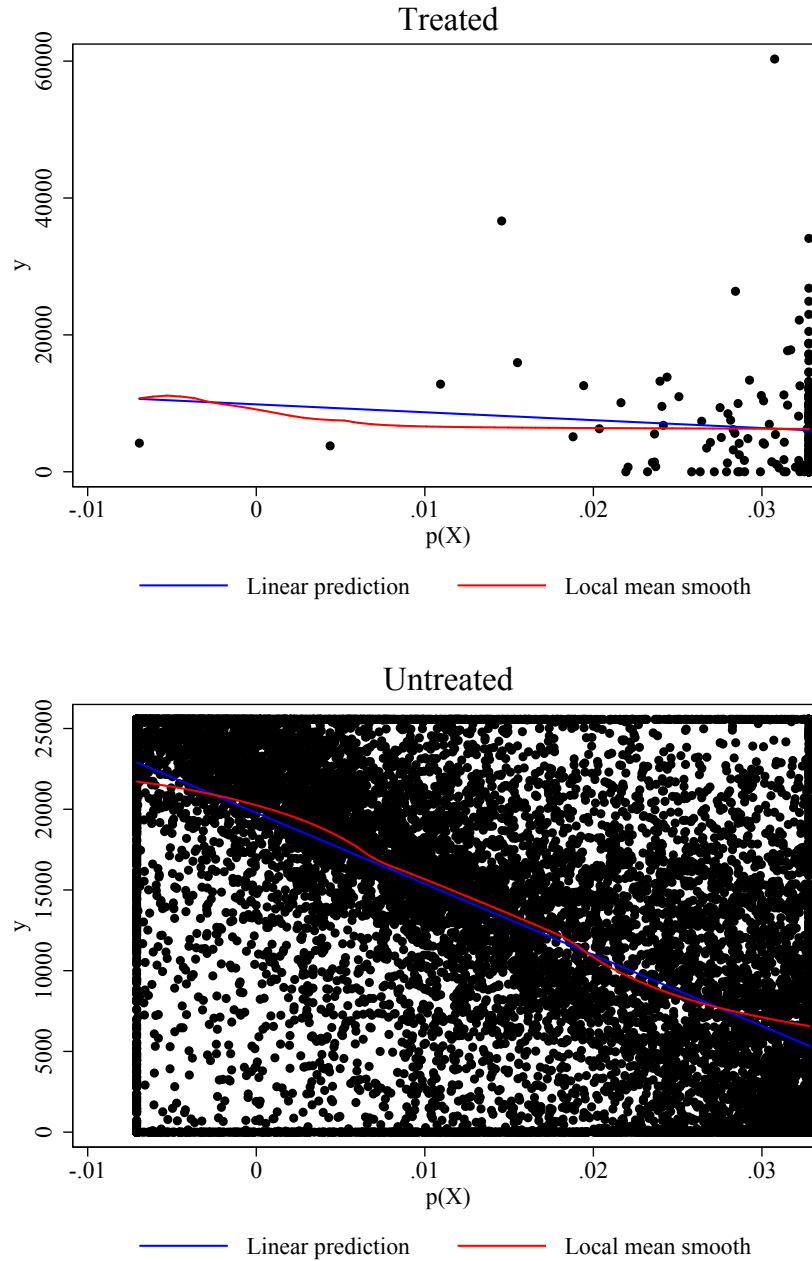 Treated
60000
40000
20000
0
y
-.01 0 .01 .02 .03
p(X)
Linear prediction Local mean smooth
Untreated
25000
20000
15000
10000
5000
0
y
-.01 0 .01 .02 .03
p(X)
Linear prediction Local mean smooth